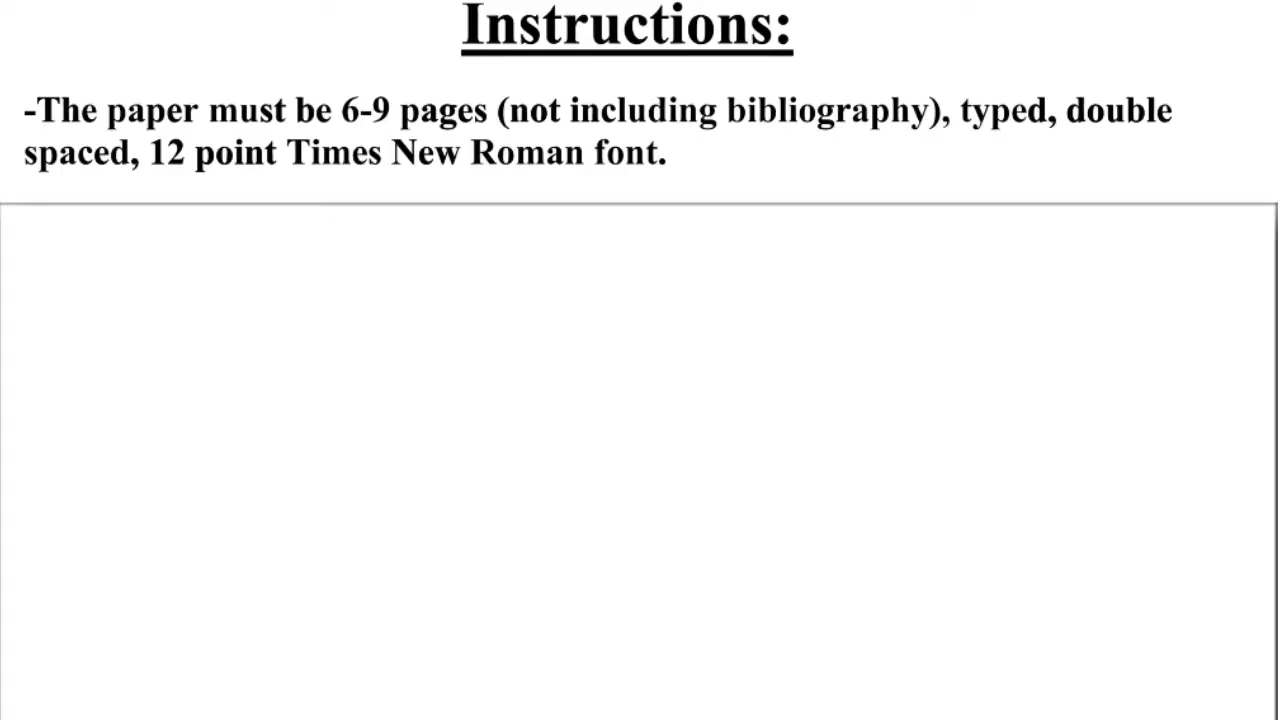 Instructions:
-The paper must be 6-9 pages (not including bibliography), typed, double
spaced, 12 point Times New Roman font.